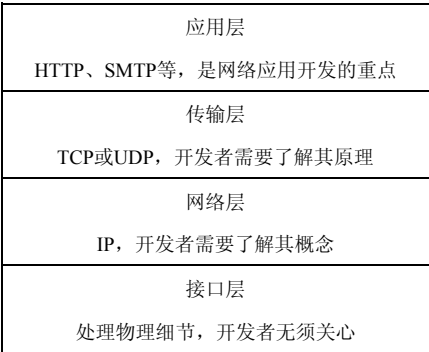 应用层
HTTP、SMTP等，是网络应用开发的重点
传输层
TCP或UDP，开发者需要了解其原理
网络层
IP，开发者需要了解其概念
接口层
处理物理细节，开发者无须关心